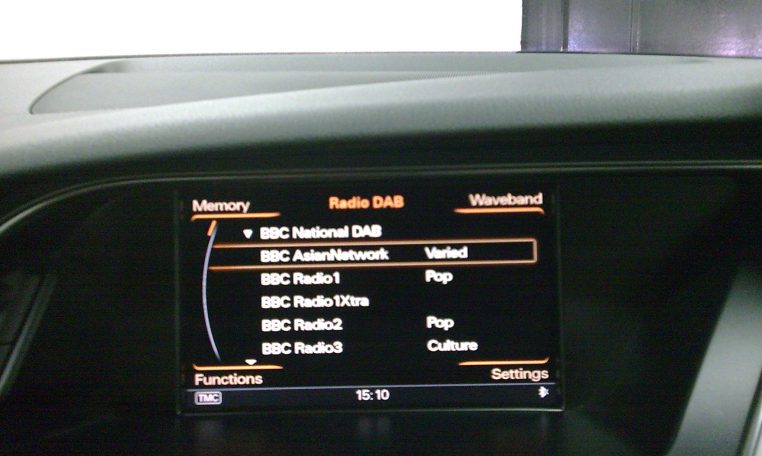 Memory Radio DAB Waveband
BBC National DAB
BBC AsianNetwork Varied
BBC Radio1 Pop
BBC Radio1Xtra
BBC Radio2 Pop
BBC Radio3 Culture
Functions Settings
TMC 15:10